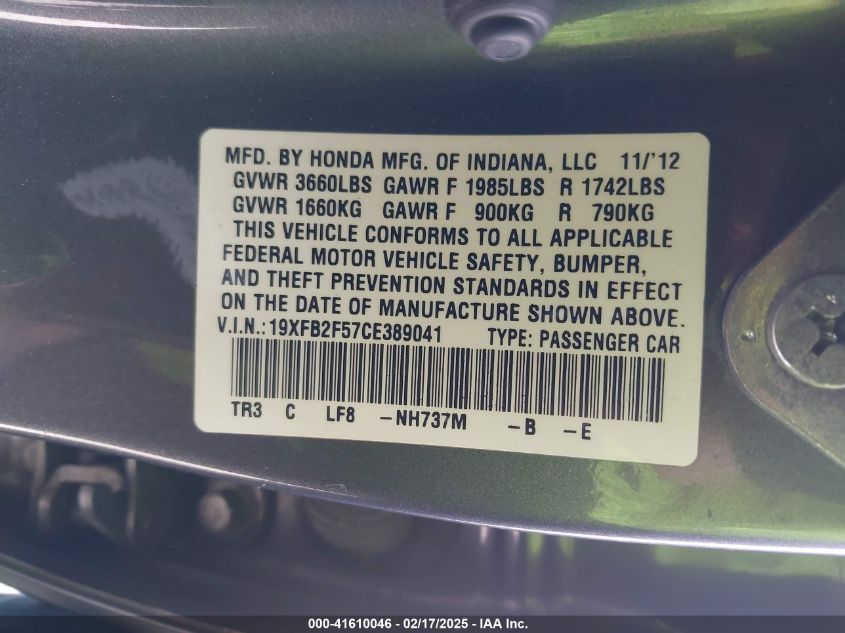 MFD. BY HONDA MFG. OF INDIANA, LLC 11/'12
GVWR 3660LBS GAWR F 1985LBS R 1742LBS
GVWR 1660KG GAWR F 900KG R 790KG
THIS VEHICLE CONFORMS TO ALL APPLICABLE
FEDERAL MOTOR VEHICLE SAFETY, BUMPER,
AND THEFT PREVENTION STANDARDS IN EFFECT
ON THE DATE OF MANUFACTURE SHOWN ABOVE.
V.I.N.: 19XFB2F57CE389041 TYPE: PASSENGER CAR
TR3 C LF8 -NH737M -B -E
000-41610046 - 02/17/2025 - IAA Inc.